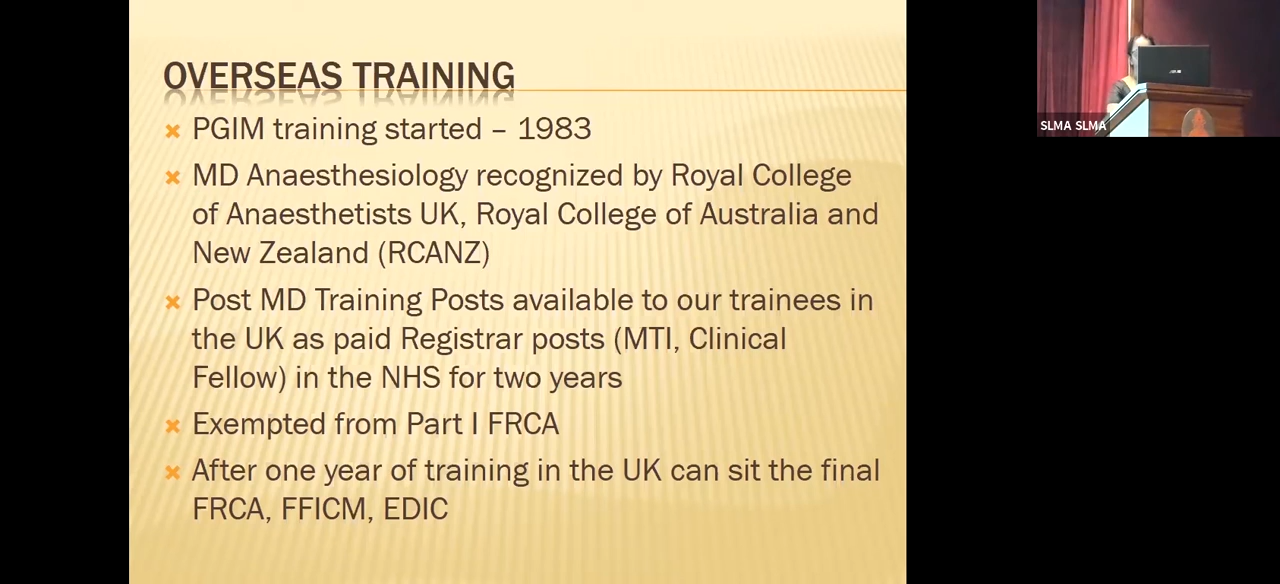 OVERSEAS TRAINING
PGIM training started – 1983
MD Anaesthesiology recognized by Royal College
of Anaesthetists UK, Royal College of Australia and
New Zealand (RCANZ)
Post MD Training Posts available to our trainees in
the UK as paid Registrar posts (MTI, Clinical
Fellow) in the NHS for two years
Exempted from Part I FRCA
After one year of training in the UK can sit the final
FRCA, FFICM, EDIC
SLMA SLMA